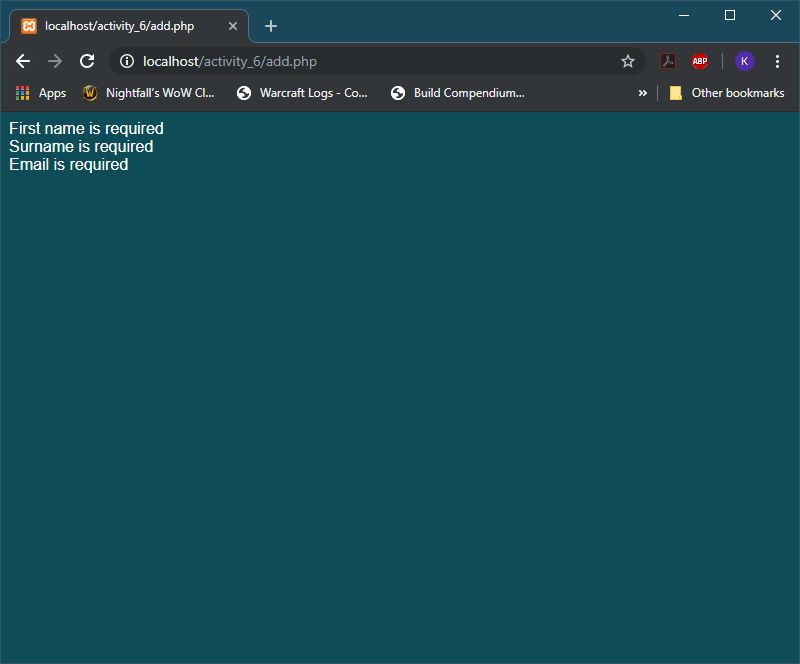 localhost/activity_6/add.php
localhost/activity_6/add.php
ABP
K
Apps
Nightfall's WoW Cl...
Warcraft Logs - Co...
Build Compendium...
»
Other bookmarks
First name is required
Surname is required
Email is required